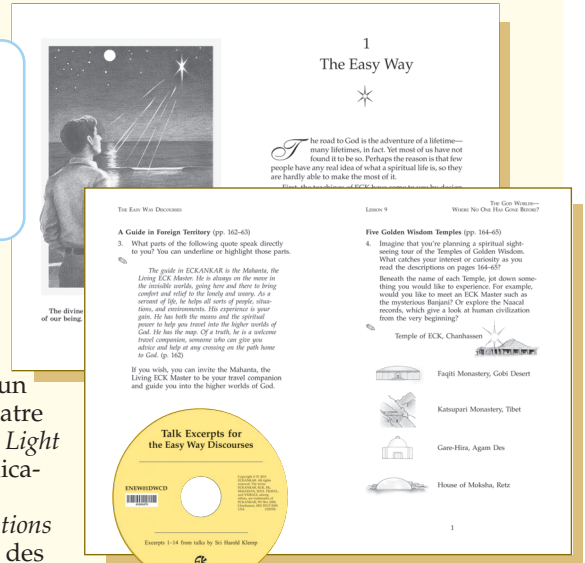 1
The Easy Way
The road to God is the adventure of a lifetime—
many lifetimes, in fact. Yet most of us have not
found it to be so. Perhaps the reason is that few
people have any real idea of what a spiritual life is, so they
are hardly able to make the most of it.
The divine
of our being.
THE EASY WAY DISCOURSES
A Guide in Foreign Territory (pp. 162–63)
3. What parts of the following quote speak directly
to you? You can underline or highlight those parts.
The guide in ECKANKAR is the Mahanta, the
Living ECK Master. He is always on the move in
the invisible worlds, going here and there to bring
comfort and relief to the lonely and weary. As a
servant of life, he helps all sorts of people, situa-
tions, and environments. His experience is your
gain. He has both the means and the spiritual
power to help you travel into the higher worlds of
God. He has the map. Of a truth, he is a welcome
travel companion, someone who can give you
advice and help at any crossing on the path home
to God. (p. 162)
If you wish, you can invite the Mahanta, the
Living ECK Master to be your travel companion
and guide you into the higher worlds of God.
Talk Excerpts for
the Easy Way Discourses
ENEW01DWCD
Excerpts 1–14 from talks by Sri Harold Klemp
LESSON 9
THE GOD WORLDS—
WHERE NO ONE HAS GONE BEFORE?
Five Golden Wisdom Temples (pp. 164–65)
4. Imagine that you're planning a spiritual sight-
seeing tour of the Temples of Golden Wisdom.
What catches your interest or curiosity as you
read the descriptions on pages 164–65?
Beneath the name of each Temple, jot down some-
thing you would like to experience. For example,
would you like to meet an ECK Master such as
the mysterious Banjani? Or explore the Naacal
records, which give a look at human civilization
from the very beginning?
Temple of ECK, Chanhassen
Faqiti Monastery, Gobi Desert
Katsupari Monastery, Tibet
Gare-Hira, Agam Des
House of Moksha, Retz
1
un
atre
Light
ica-
tions
des